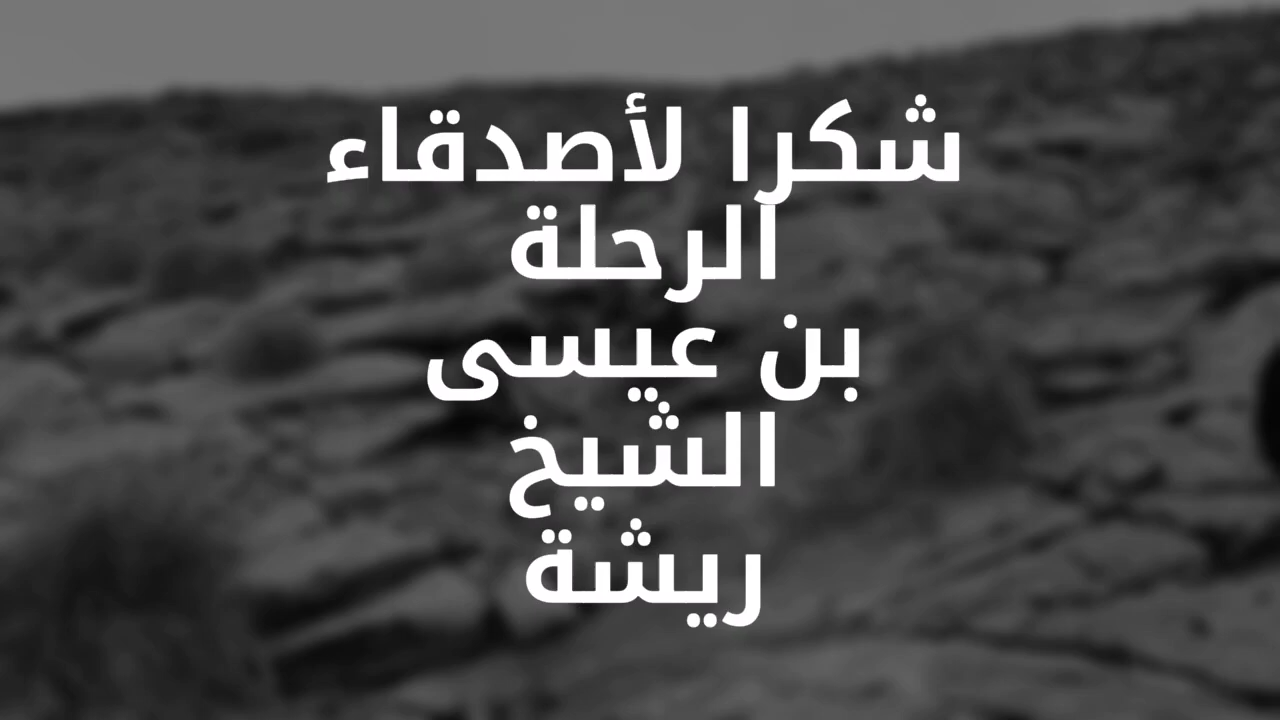 شكرا لأصدقاء
الرحلة
بن عيسى
الشيخ
ريشة